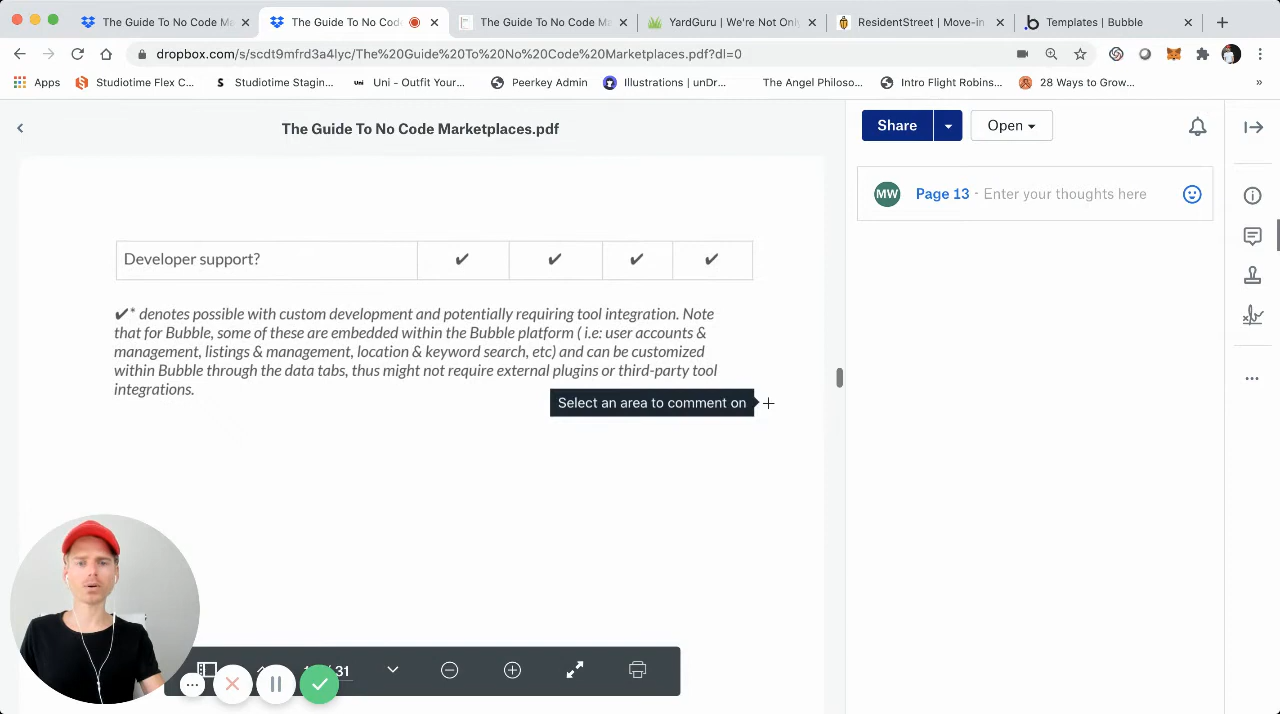 The Guide To No Code M
The Guide To No Code
The Guide To No Code Ma
YardGuru | We're Not Onl
ResidentStreet | Move-in
Templates | Bubble
dropbox.com/s/scdt9mfrd3a4lyc/The%20Guide%20To%20No%20Code%20Marketplaces.pdf?dl=0
Apps
Studiotime Flex C...
S Studiotime Stagin...
uni Uni - Outfit Your...
Peerkey Admin
Illustrations | unDr...
The Angel Philoso...
Intro Flight Robins...
28 Ways to Grow...
»
The Guide To No Code Marketplaces.pdf
Share
Open
MW Page 13 - Enter your thoughts here
Developer support? ✔ ✔ ✔ ✔
✔* denotes possible with custom development and potentially requiring tool integration. Note
that for Bubble, some of these are embedded within the Bubble platform ( i.e: user accounts &
management, listings & management, location & keyword search, etc) and can be customized
within Bubble through the data tabs, thus might not require external plugins or third-party tool
integrations.
Select an area to comment on
/ 31